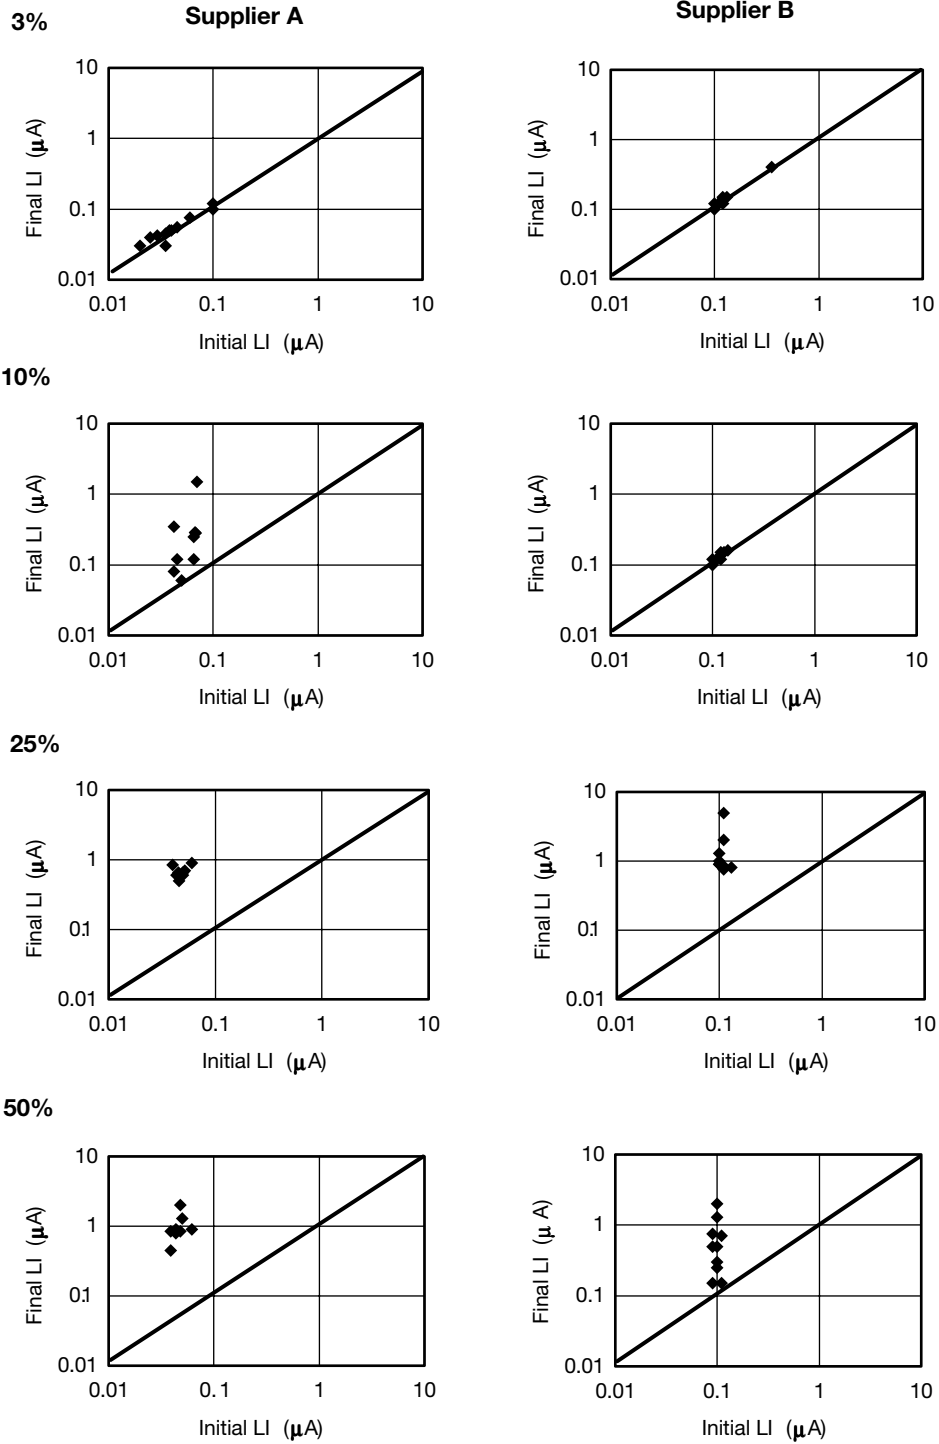 3%
Supplier A
Supplier B
10
1
0.1
0.01
Final LI (μA)
0.01 0.1 1 10
Initial LI (μA)
10
1
0.1
0.01
Final LI (μA)
0.01 0.1 1 10
Initial LI (μA)
10%
10
1
0.1
0.01
Final LI (μA)
0.01 0.1 1 10
Initial LI (μA)
10
1
0.1
0.01
Final LI (μA)
0.01 0.1 1 10
Initial LI (μA)
25%
10
1
0.1
0.01
Final LI (μA)
0.01 0.1 1 10
Initial LI (μA)
10
1
0.1
0.01
Final LI (μA)
0.01 0.1 1 10
Initial LI (μA)
50%
10
1
0.1
0.01
Final LI (μA)
0.01 0.1 1 10
Initial LI (μA)
10
1
0.1
0.01
Final LI (μ A)
0.01 0.1 1 10
Initial LI (μA)